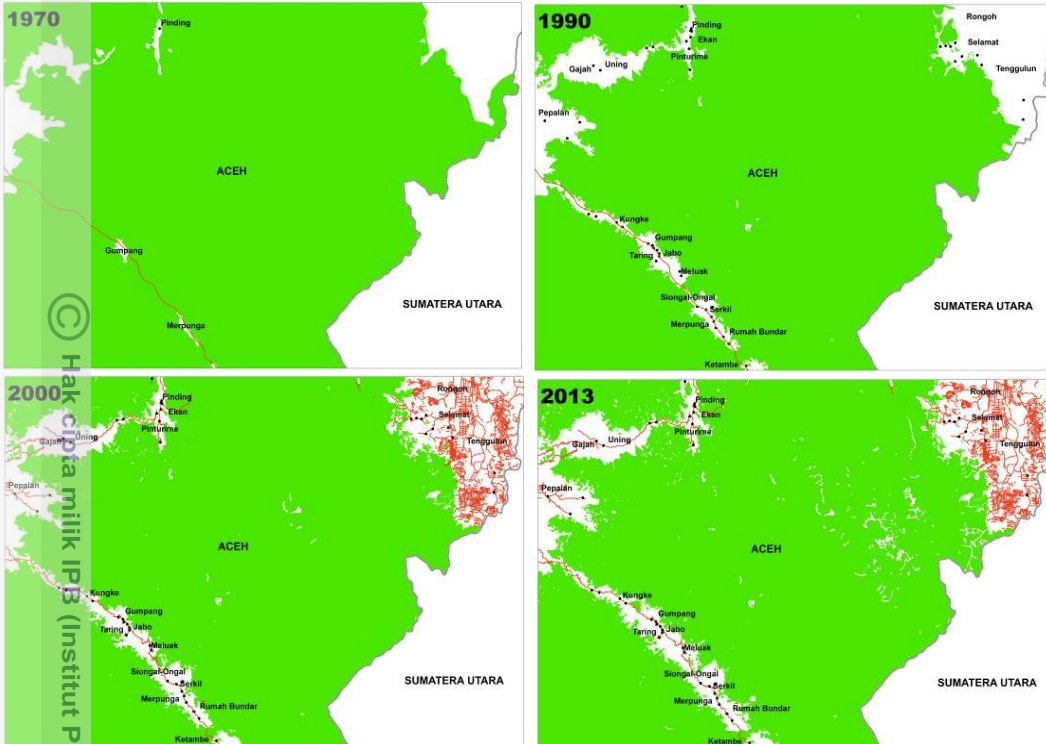 1970
Pinding
ACEH
Gumpang
Merpunga
SUMATERA UTARA
1990
Pinding
Ekan
Pinturime
Gajah
Uning
Rongoh
Selamat
Tenggulun
Pepalan
ACEH
Kungke
Gumpang
Taring
Jabo
Meluak
Siongal-Ongal
Serkil
Merpunga
Rumah Bundar
Ketambe
SUMATERA UTARA
2000
Pinding
Ekan
Pinturime
Gajah
Uning
Rongoh
Selamat
Tenggulun
Pepalan
ACEH
Kungke
Gumpang
Taring
Jabo
Meluak
Siongal-Ongal
Serkil
Merpunga
Rumah Bundar
Ketambe
SUMATERA UTARA
2013
Pinding
Ekan
Pinturime
Gajah
Uning
Rongoh
Selamat
Tenggulun
Pepalan
ACEH
Kungke
Gumpang
Taring
Jabo
Meluak
Siongal-Ongal
Serkil
Merpunga
Rumah Bundar
Ketambe
SUMATERA UTARA
© Hak cipta milik IPB (Institut P